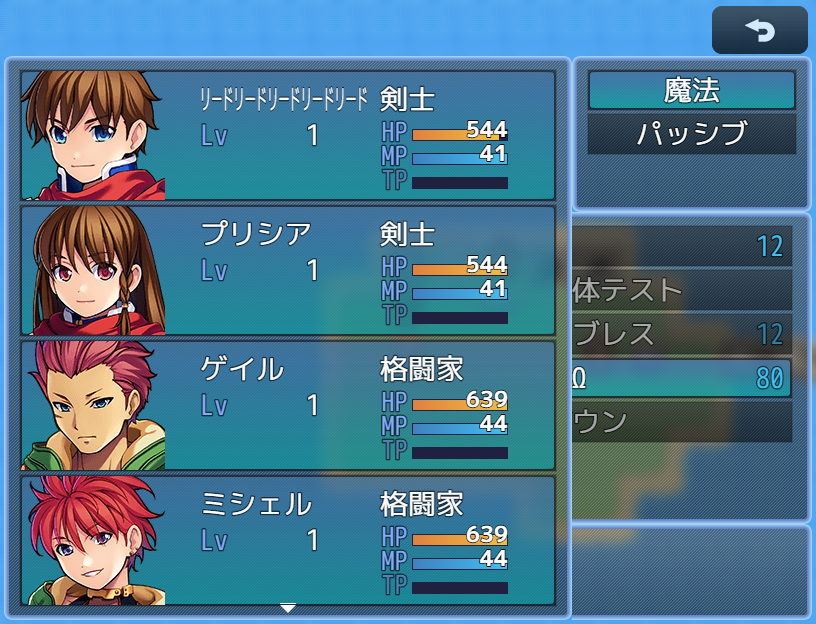 リードリードリードリードリード 剣士
Lv 1 HP 544
MP 41
TP
プリシア 剣士
Lv 1 HP 544
MP 41
TP
ゲイル 格闘家
Lv 1 HP 639
MP 44
TP
ミシェル 格闘家
Lv 1 HP 639
MP 44
TP
魔法
パッシブ
12
体テスト
ブレス 12
Ω 80
ウン